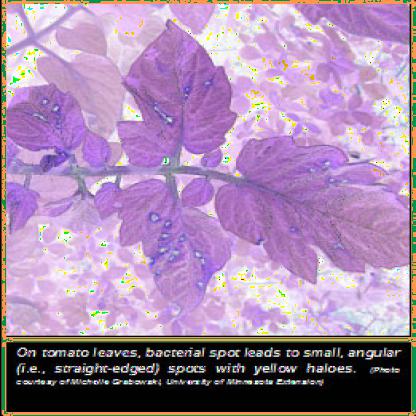 On tomato leaves, bacterial spot leads to small, angular
(i.e., straight-edged) spots with yellow haloes. (Photo
courtesy of Michelle Grabowski, University of Minnesota Extension)